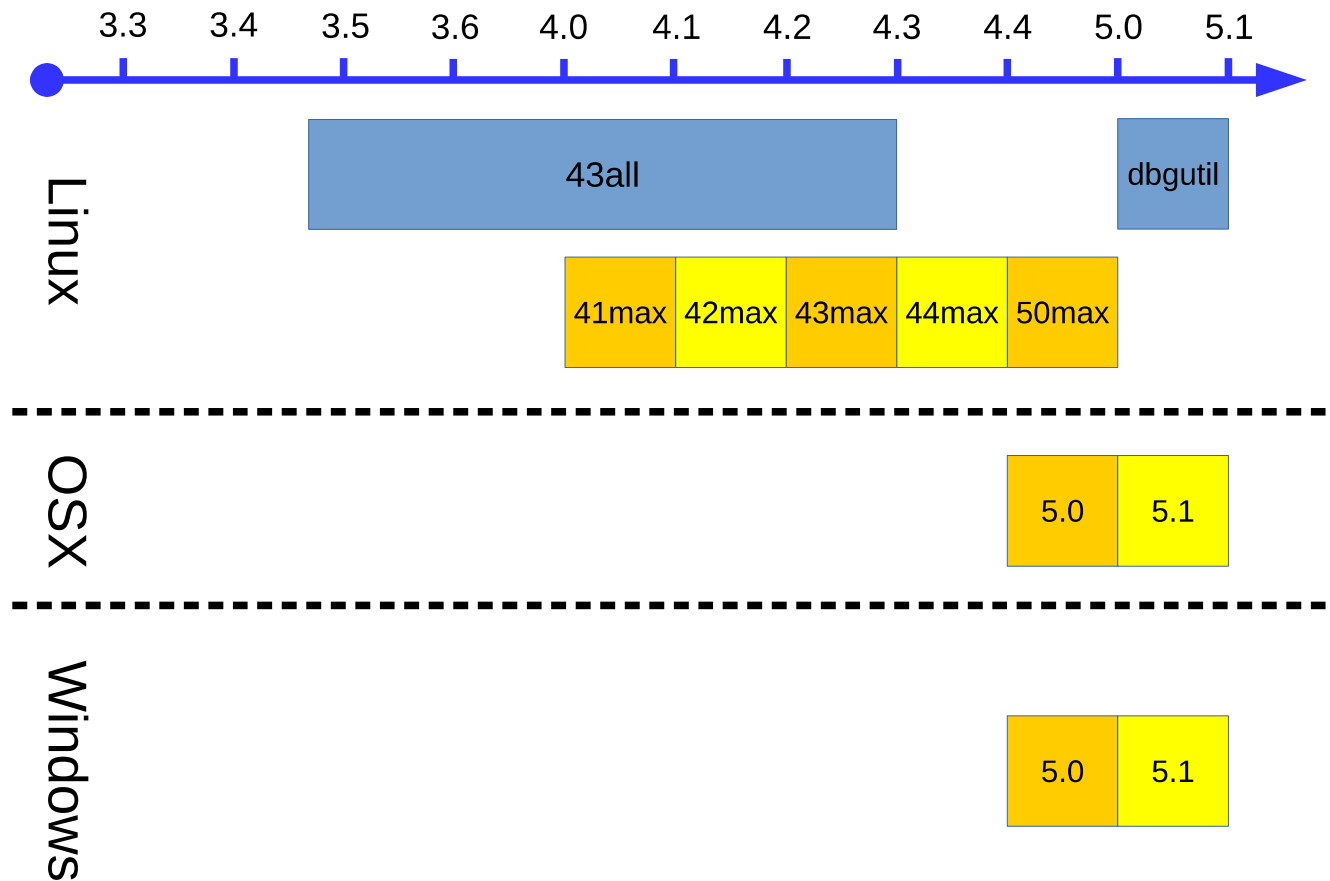 3.3 3.4 3.5 3.6 4.0 4.1 4.2 4.3 4.4 5.0 5.1
Linux
43all dbgutil
41max 42max 43max 44max 50max
OSX
5.0 5.1
Windows
5.0 5.1